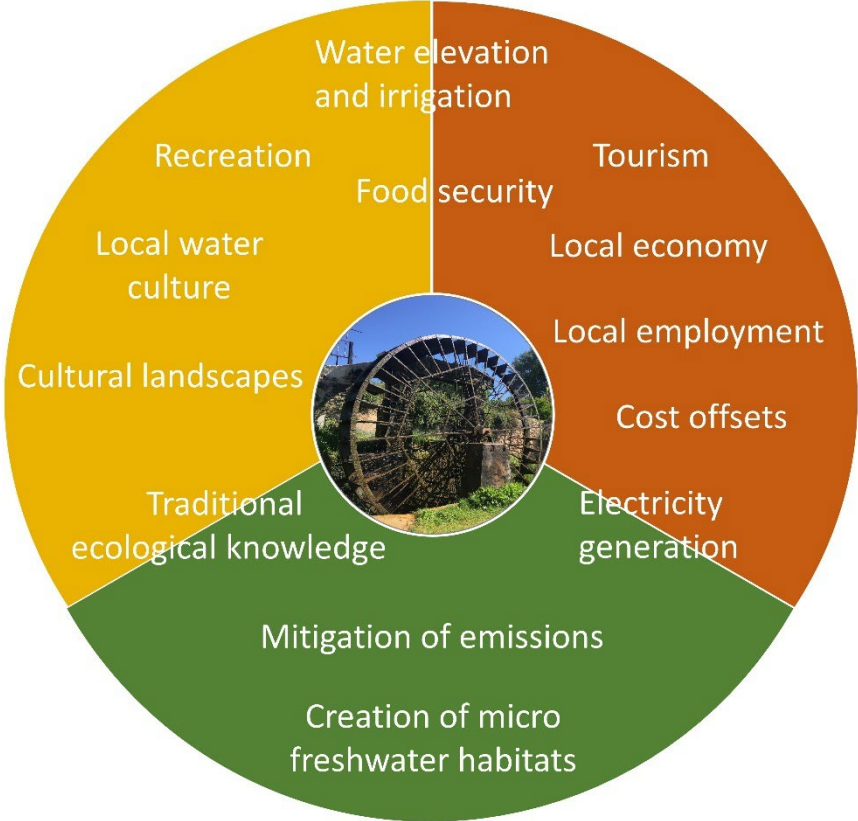 Water elevation
and irrigation
Recreation
Tourism
Food security
Local water
culture
Local economy
Local employment
Cultural landscapes
Cost offsets
Traditional
ecological knowledge
Electricity
generation
Mitigation of emissions
Creation of micro
freshwater habitats